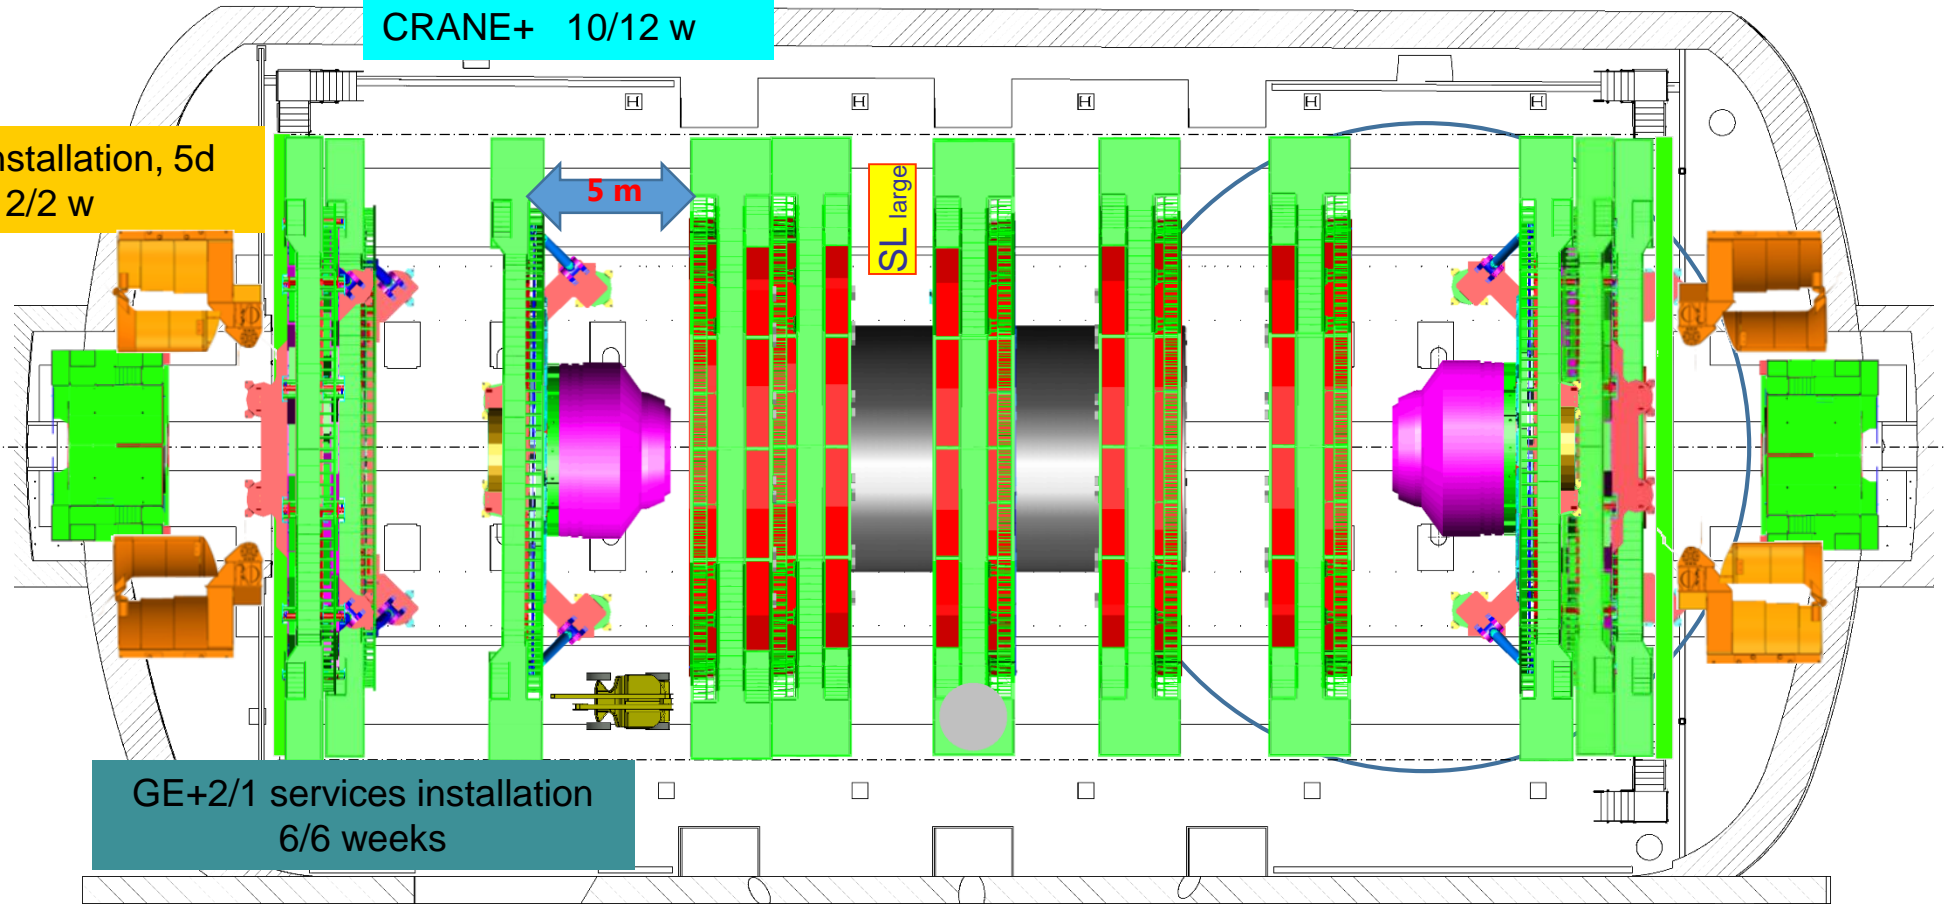 CRANE+ 10/12 w
nstallation, 5d
2/2 w
5 m
SL large
H H H H H
GE+2/1 services installation
6/6 weeks